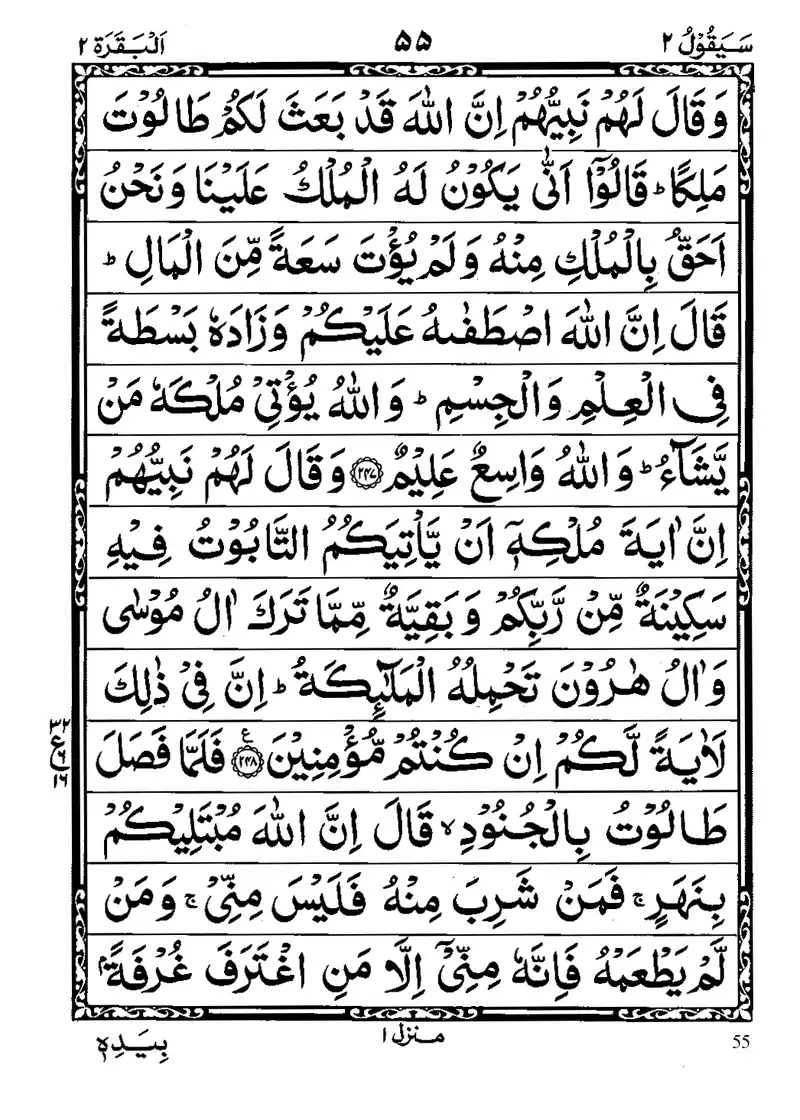 سَيَقُوْلُ ٢
٥٥
اَلْبَقَرَة ٢
وَقَالَ لَهُمْ نَبِيُّهُمْ اِنَّ اللّٰهَ قَدْ بَعَثَ لَكُمْ طَالُوْتَ
مَلِكًا ؕ قَالُوْۤا اَنّٰى يَكُوْنُ لَهُ الْمُلْكُ عَلَيْنَا وَنَحْنُ
اَحَقُّ بِالْمُلْكِ مِنْهُ وَلَمْ يُؤْتَ سَعَةً مِّنَ الْمَالِ ؕ
قَالَ اِنَّ اللّٰهَ اصْطَفٰىهُ عَلَيْكُمْ وَزَادَهٗ بَسْطَةً
فِي الْعِلْمِ وَالْجِسْمِ ؕ وَاللّٰهُ يُؤْتِيْ مُلْكَهٗ مَنْ
يَّشَآءُ ؕ وَاللّٰهُ وَاسِعٌ عَلِيْمٌ ﴿٢٤٧﴾ وَقَالَ لَهُمْ نَبِيُّهُمْ
اِنَّ اٰيَةَ مُلْكِهٖۤ اَنْ يَّاْتِيَكُمُ التَّابُوْتُ فِيْهِ
سَكِيْنَةٌ مِّنْ رَّبِّكُمْ وَبَقِيَّةٌ مِّمَّا تَرَكَ اٰلُ مُوْسٰى
وَاٰلُ هٰرُوْنَ تَحْمِلُهُ الْمَلٰٓئِكَةُ ؕ اِنَّ فِيْ ذٰلِكَ
لَاٰيَةً لَّكُمْ اِنْ كُنْتُمْ مُّؤْمِنِيْنَ ﴿٢٤٨﴾ ع فَلَمَّا فَصَلَ
٣٢
ع
٦
١٦
طَالُوْتُ بِالْجُنُوْدِ ۙ قَالَ اِنَّ اللّٰهَ مُبْتَلِيْكُمْ
بِنَهَرٍ ۚ فَمَنْ شَرِبَ مِنْهُ فَلَيْسَ مِنِّيْ ۚ وَمَنْ
لَّمْ يَطْعَمْهُ فَاِنَّهٗ مِنِّيْۤ اِلَّا مَنِ اغْتَرَفَ غُرْفَةًۢ
بِيَدِهٖ
منزل ١
55